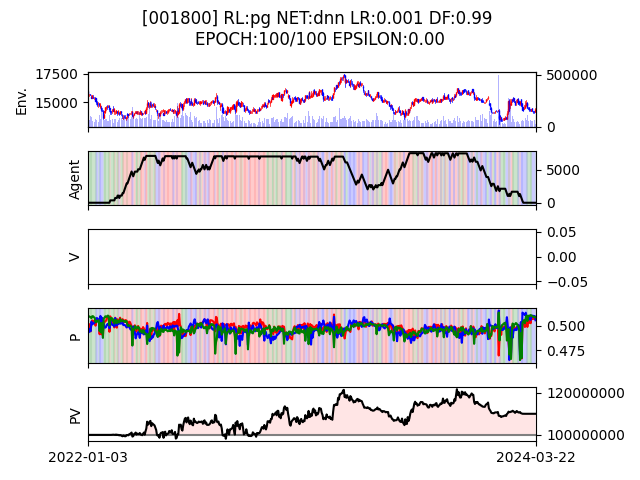 [001800] RL:pg NET:dnn LR:0.001 DF:0.99
EPOCH:100/100 EPSILON:0.00
Env.
17500
15000
500000
0
Agent
5000
0
V
0.05
0.00
−0.05
P
0.500
0.475
PV
120000000
100000000
2022-01-03
2024-03-22